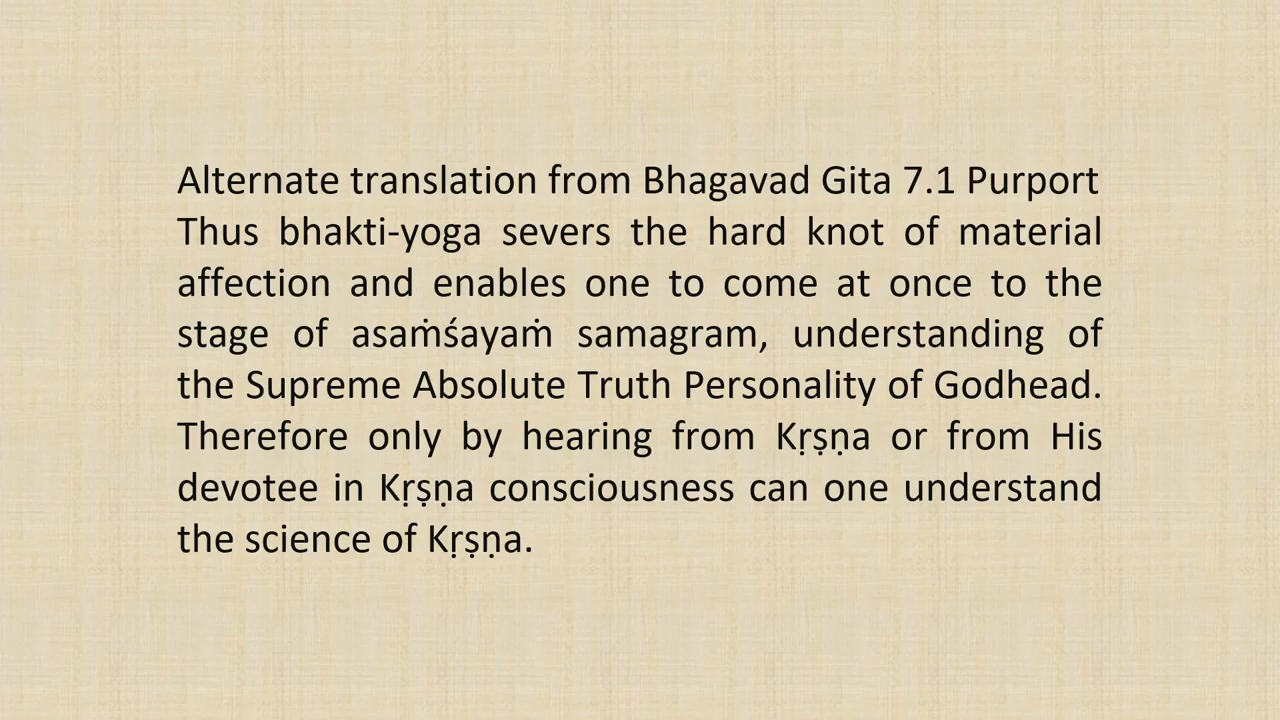 Alternate translation from Bhagavad Gita 7.1 Purport
Thus bhakti-yoga severs the hard knot of material
affection and enables one to come at once to the
stage of asaṁśayaṁ samagram, understanding of
the Supreme Absolute Truth Personality of Godhead.
Therefore only by hearing from Kṛṣṇa or from His
devotee in Kṛṣṇa consciousness can one understand
the science of Kṛṣṇa.